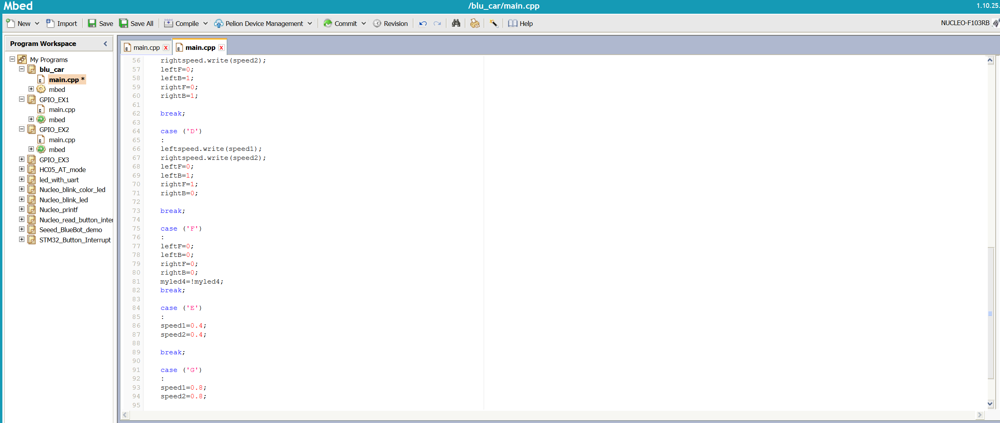 Mbed
/blu_car/main.cpp
1.10.25.
New Import Save Save All Compile Pelion Device Management Commit Revision Help
NUCLEO-F103RB
Program Workspace
My Programs
blu_car
main.cpp *
mbed
GPIO_EX1
main.cpp
mbed
GPIO_EX2
main.cpp
mbed
GPIO_EX3
HC05_AT_mode
led_with_uart
Nucleo_blink_color_led
Nucleo_blink_led
Nucleo_printf
Nucleo_read_button_inter
Seeed_BlueBot_demo
STM32_Button_Interrupt
main.cpp x main.cpp x
56 rightspeed.write(speed2);
57 leftF=0;
58 leftB=1;
59 rightF=0;
60 rightB=1;
61
62 break;
63
64 case ('D')
65 :
66 leftspeed.write(speed1);
67 rightspeed.write(speed2);
68 leftF=0;
69 leftB=1;
70 rightF=1;
71 rightB=0;
72
73 break;
74
75 case ('F')
76 :
77 leftF=0;
78 leftB=0;
79 rightF=0;
80 rightB=0;
81 myled4=!myled4;
82 break;
83
84 case ('E')
85 :
86 speed1=0.4;
87 speed2=0.4;
88
89 break;
90
91 case ('G')
92 :
93 speed1=0.8;
94 speed2=0.8;
95